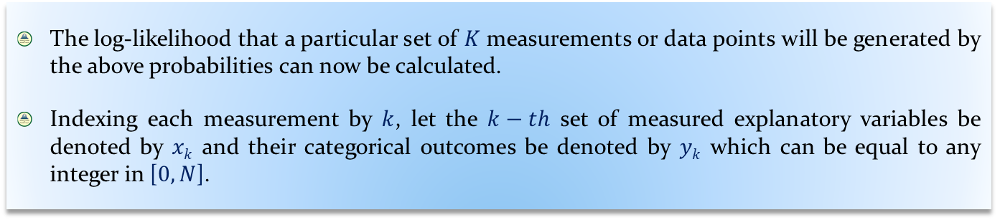 The log-likelihood that a particular set of K measurements or data points will be generated by
the above probabilities can now be calculated.
Indexing each measurement by k, let the k − th set of measured explanatory variables be
denoted by xₖ and their categorical outcomes be denoted by yₖ which can be equal to any
integer in [0, N].